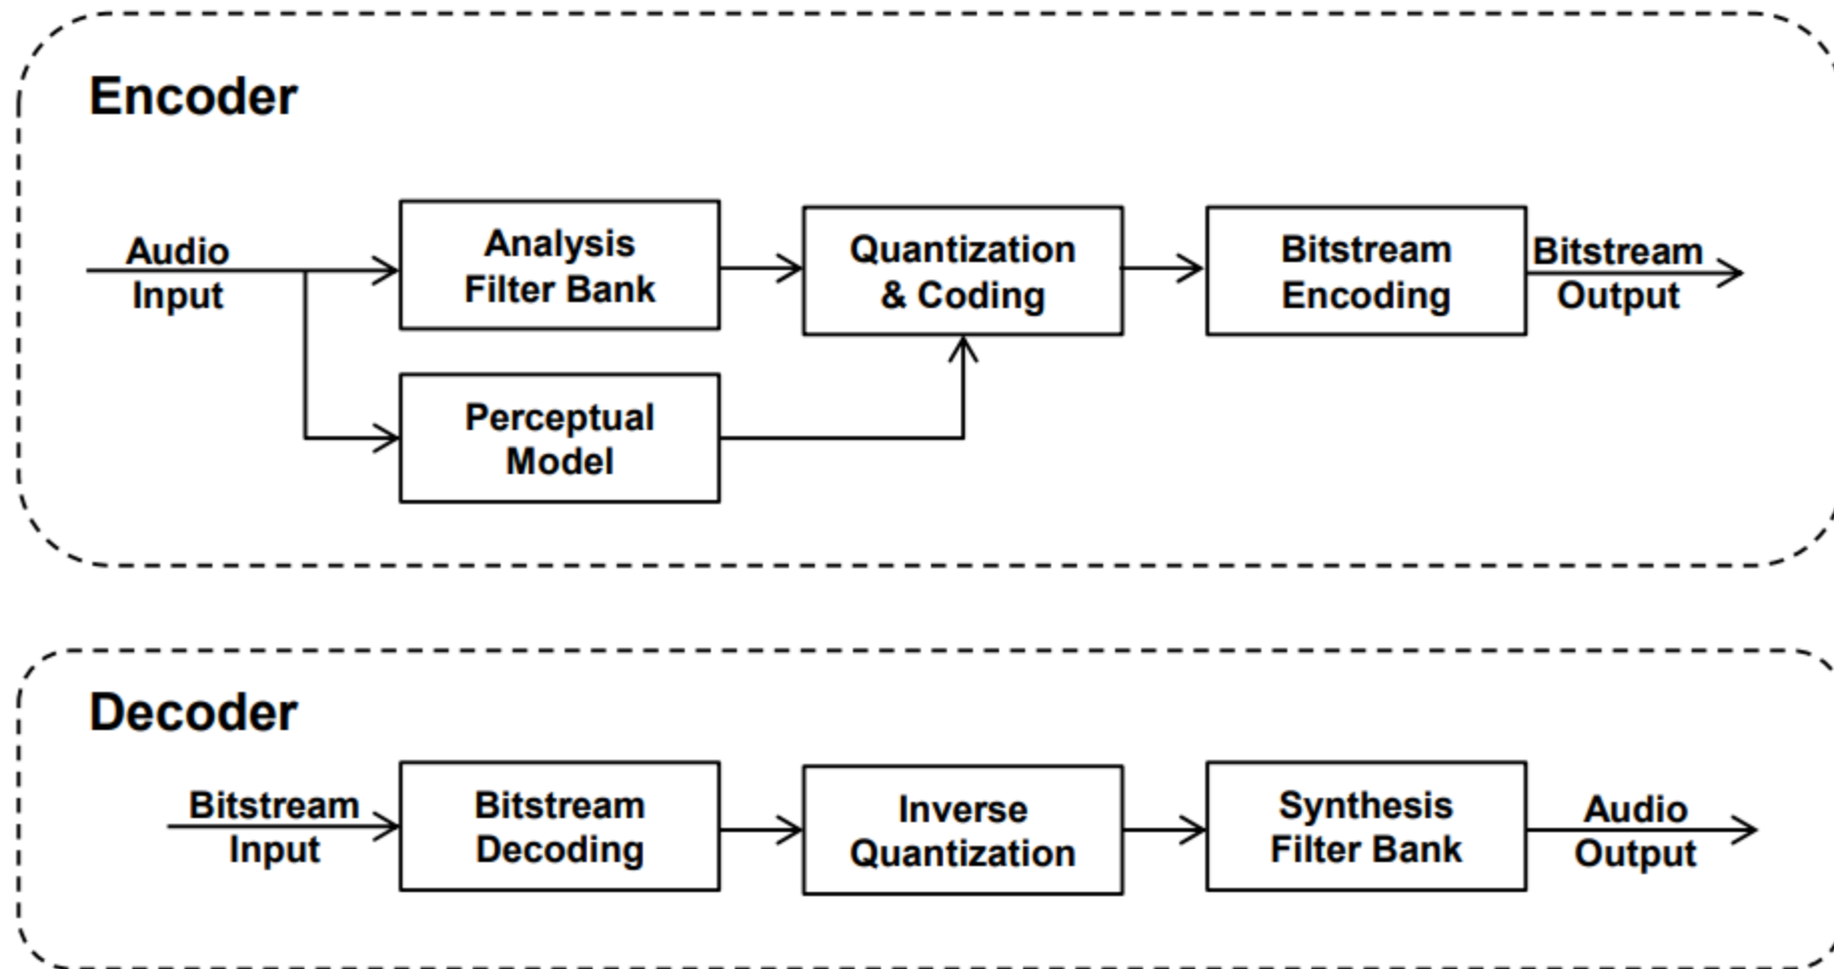 Encoder
Audio
Input
Analysis
Filter Bank
Quantization
& Coding
Bitstream
Encoding
Bitstream
Output
Perceptual
Model
Decoder
Bitstream
Input
Bitstream
Decoding
Inverse
Quantization
Synthesis
Filter Bank
Audio
Output